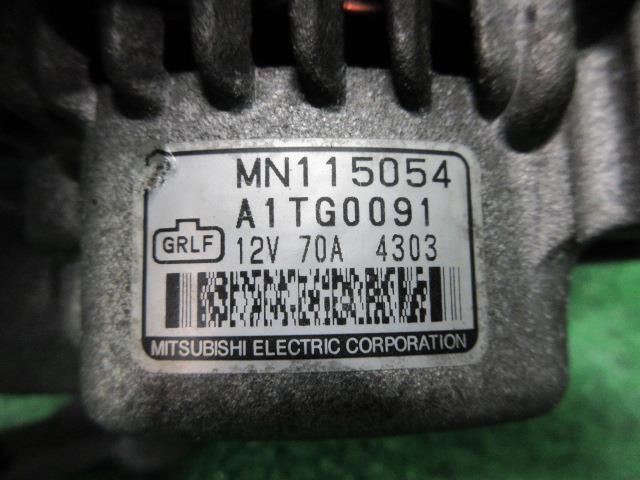 MN115054
A1TG0091
GRLF 12V 70A 4303
MITSUBISHI ELECTRIC CORPORATION